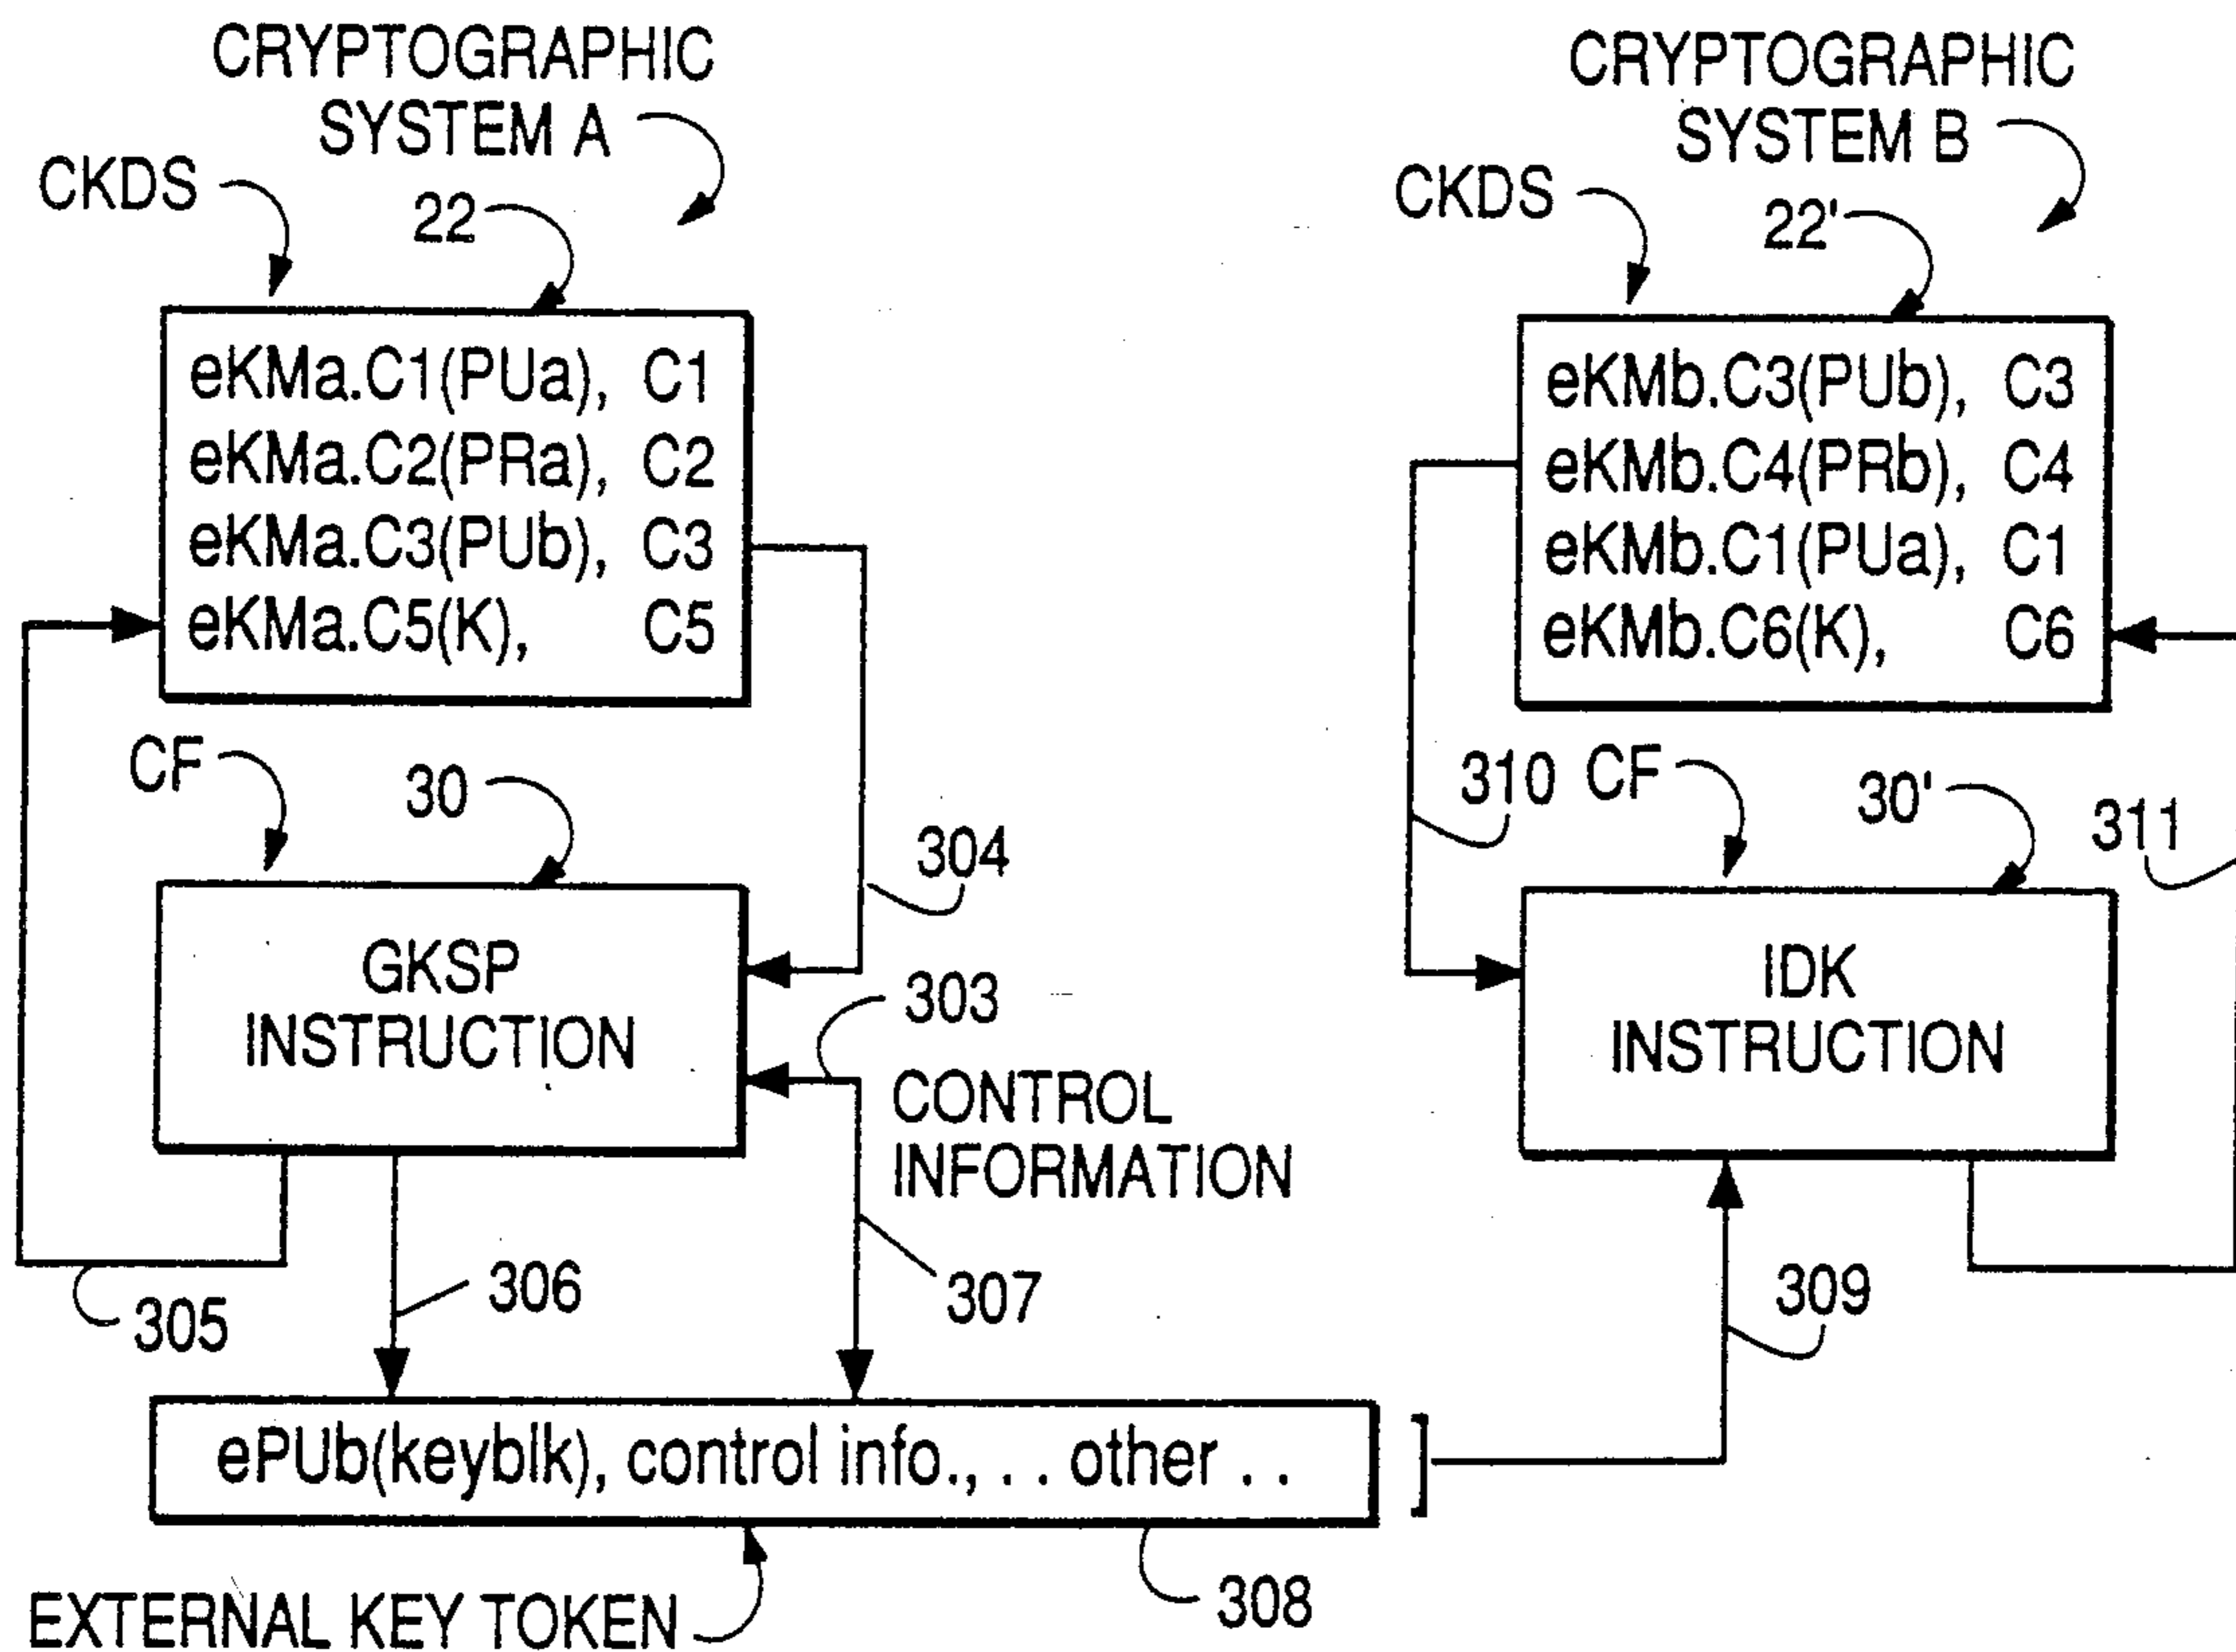 CRYPTOGRAPHIC
SYSTEM A
CKDS
22
eKMa.C1(PUa), C1
eKMa.C2(PRa), C2
eKMa.C3(PUb), C3
eKMa.C5(K), C5
CF
30
304
GKSP
INSTRUCTION
303
CONTROL
INFORMATION
305
306
307
ePUb(keyblk), control info., . . other . .
EXTERNAL KEY TOKEN
308
CRYPTOGRAPHIC
SYSTEM B
CKDS
22'
eKMb.C3(PUb), C3
eKMb.C4(PRb), C4
eKMb.C1(PUa), C1
eKMb.C6(K), C6
310
CF
30'
311
IDK
INSTRUCTION
309
]